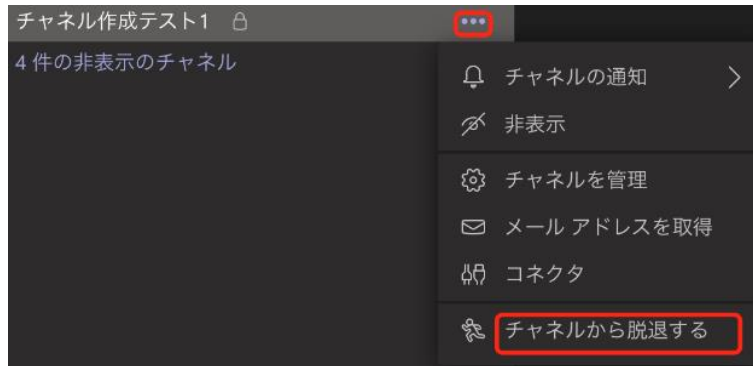 チャネル作成テスト1
4 件の非表示のチャネル
チャネルの通知
非表示
チャネルを管理
メール アドレスを取得
コネクタ
チャネルから脱退する